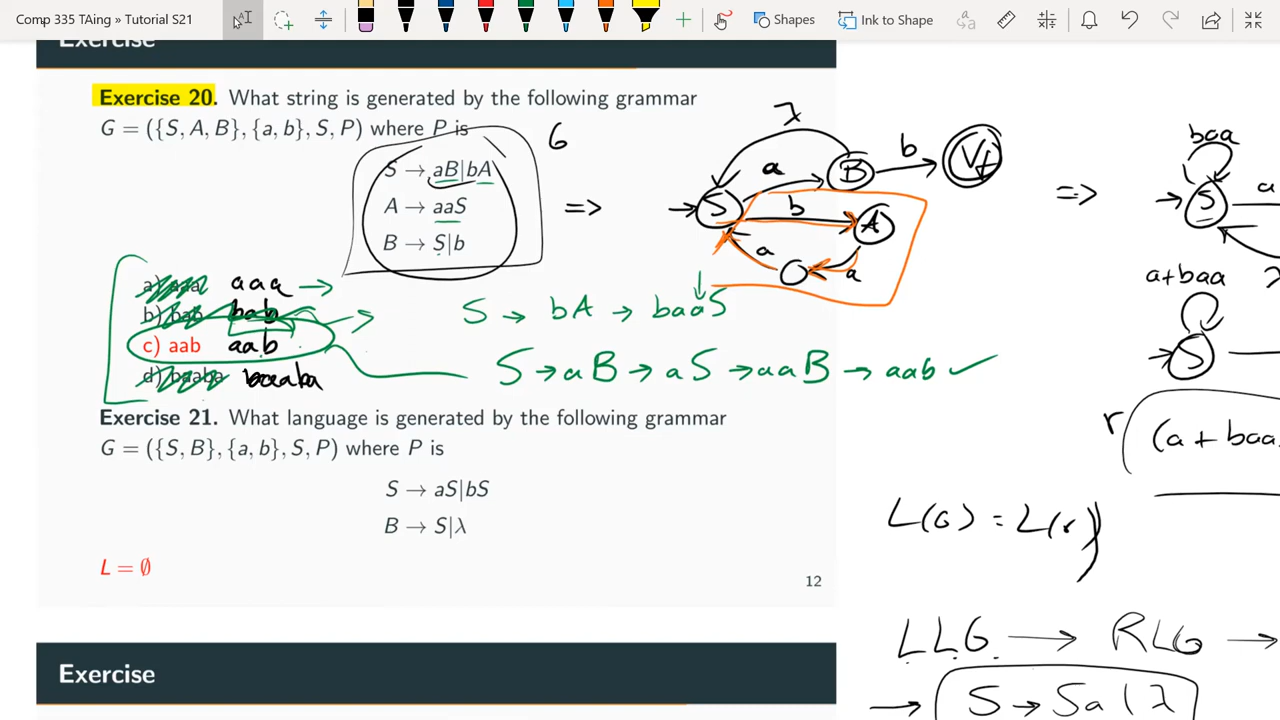 Comp 335 TAing » Tutorial S21
Shapes
Ink to Shape
Exercise
Exercise 20. What string is generated by the following grammar
G = ({S, A, B}, {a, b}, S, P) where P is
S → aB|bA
A → aaS
B → S|b
G
⇒
S
λ
a
B
b
Vf
b
A
a
a
⇒
baa
S
a
λ
a+baa
S
aaa →
bab
c) aab aab
baaba
S → bA → baaS
S → aB → aS → aaB → aab ✓
r (a + baa
Exercise 21. What language is generated by the following grammar
G = ({S, B}, {a, b}, S, P) where P is
S → aS|bS
B → S|λ
L(G) = L(r)
L = ∅
12
LLG → RLG →
Exercise
→ S → Sa | λ